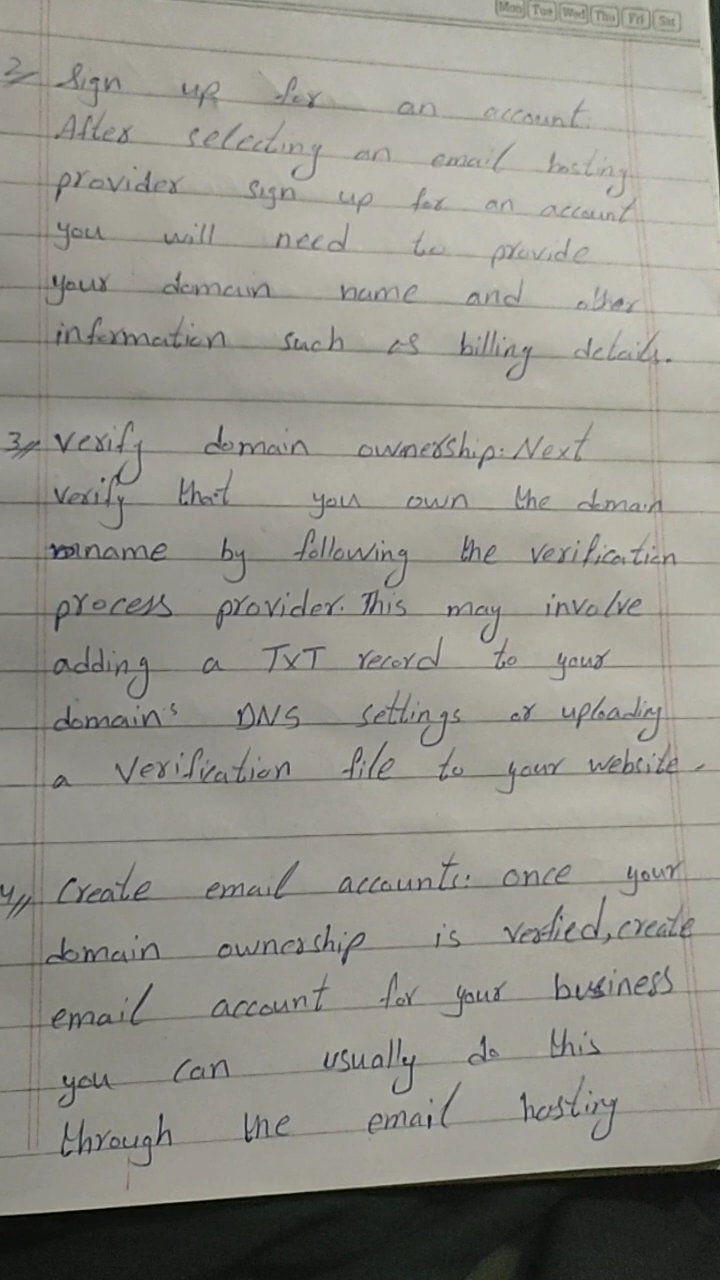 Mon Tue Wed Thu Fri Sat
2 Sign up for an account:
After selecting an email hosting
provider sign up for an account
you will need to provide
your domain name and other
information such as billing details.
3 Verify domain ownership: Next
verify that you own the domain
name by following the verification
process provider. This may involve
adding a TXT record to your
domain's DNS settings or uploading
a Verification file to your website.
4 Create email accounts: once your
domain ownership is verfied, create
email account for your business
you can usually do this
through the email hosting